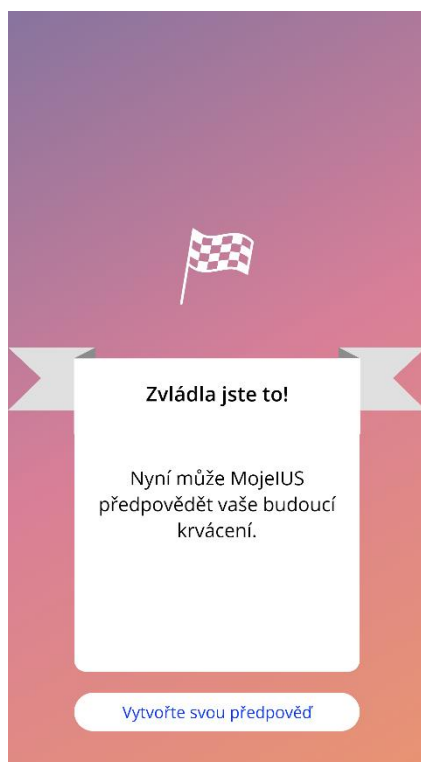 Zvládla jste to!
Nyní může MojeIUS
předpovědět vaše budoucí
krvácení.
Vytvořte svou předpověď